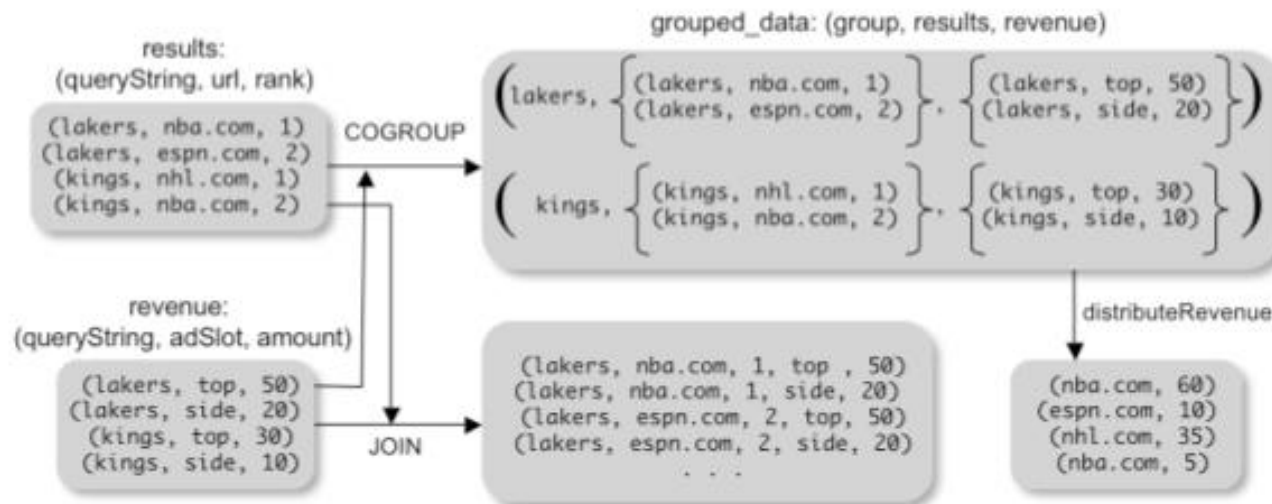 grouped_data: (group, results, revenue)
results:
(queryString, url, rank)
(lakers, nba.com, 1)
(lakers, espn.com, 2)
(kings, nhl.com, 1)
(kings, nba.com, 2)
COGROUP
(lakers, {(lakers, nba.com, 1)
(lakers, espn.com, 2)}, {(lakers, top, 50)
(lakers, side, 20)})
(kings, {(kings, nhl.com, 1)
(kings, nba.com, 2)}, {(kings, top, 30)
(kings, side, 10)})
revenue:
(queryString, adSlot, amount)
(lakers, top, 50)
(lakers, side, 20)
(kings, top, 30)
(kings, side, 10)
JOIN
(lakers, nba.com, 1, top , 50)
(lakers, nba.com, 1, side, 20)
(lakers, espn.com, 2, top, 50)
(lakers, espn.com, 2, side, 20)
. . .
distributeRevenue
(nba.com, 60)
(espn.com, 10)
(nhl.com, 35)
(nba.com, 5)